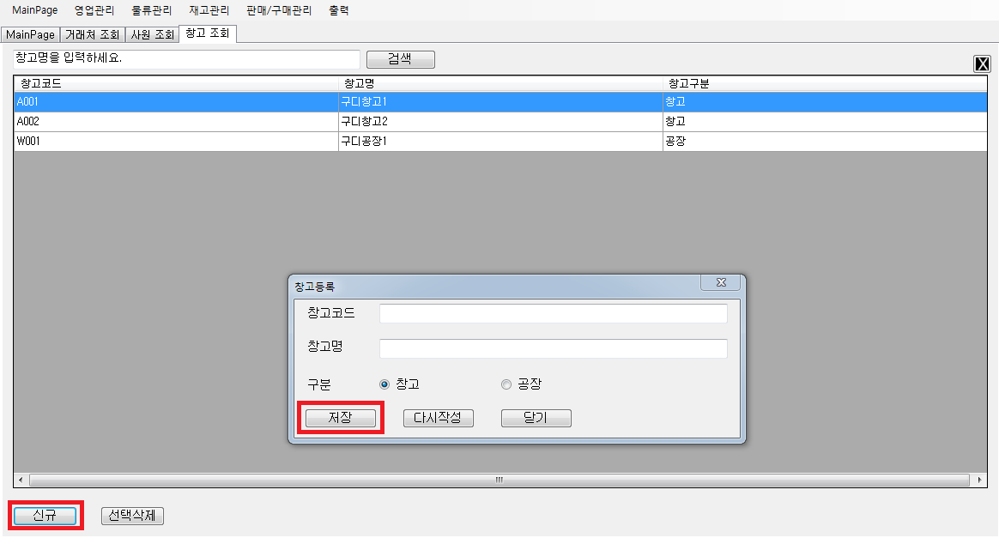 MainPage 영업관리 물류관리 재고관리 판매/구매관리 출력
MainPage 거래처 조회 사원 조회 창고 조회
창고명을 입력하세요. 검색 X
창고코드 창고명 창고구분
A001 구디창고1 창고
A002 구디창고2 창고
W001 구디공장1 공장
창고등록
창고코드
창고명
구분 창고 공장
저장 다시작성 닫기
신규 선택삭제